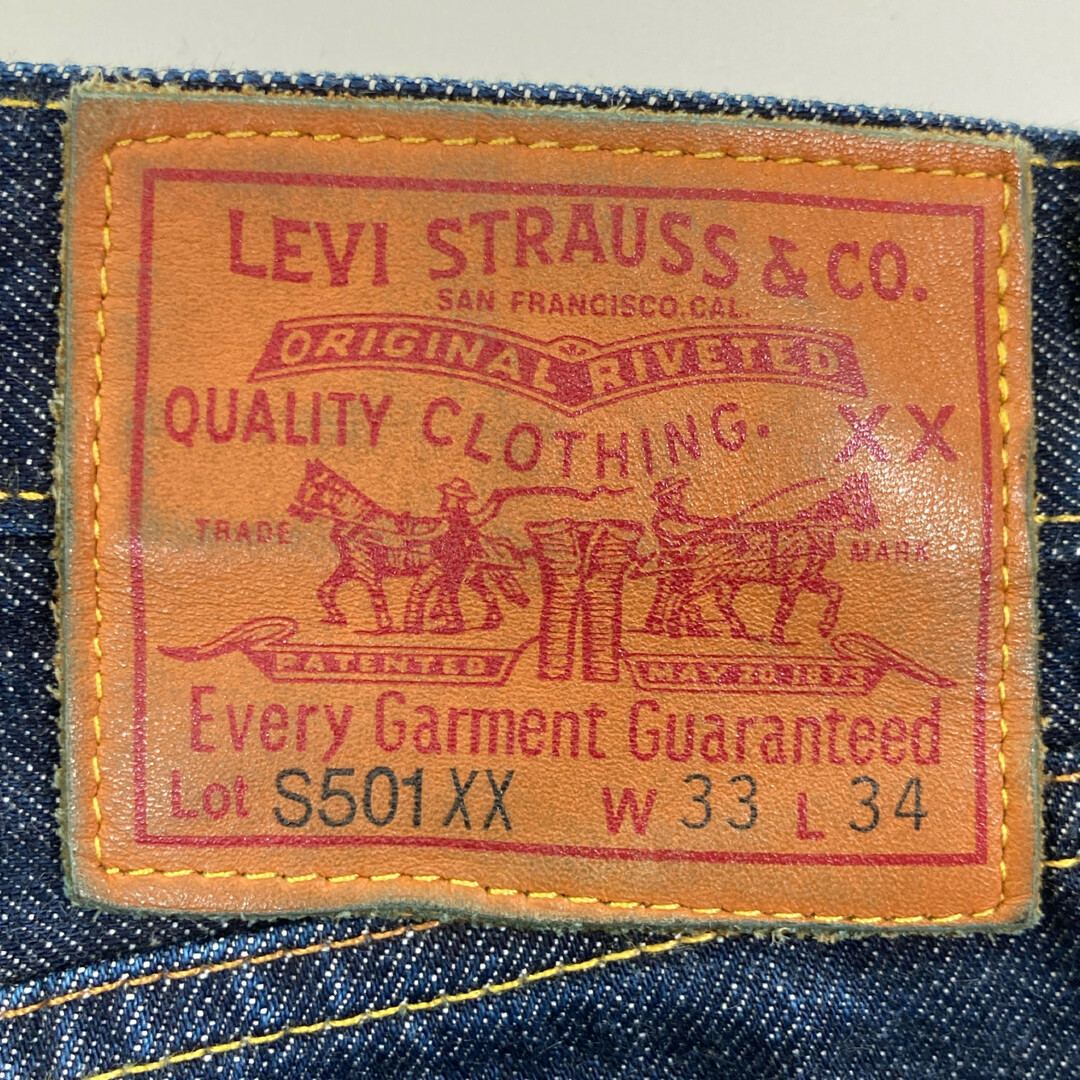 LEVI STRAUSS & CO.
SAN FRANCISCO. CAL.
ORIGINAL RIVETED
QUALITY CLOTHING. XX
TRADE MARK
PATENTED MAY 20 1873
Every Garment Guaranteed
Lot S501XX W 33 L 34